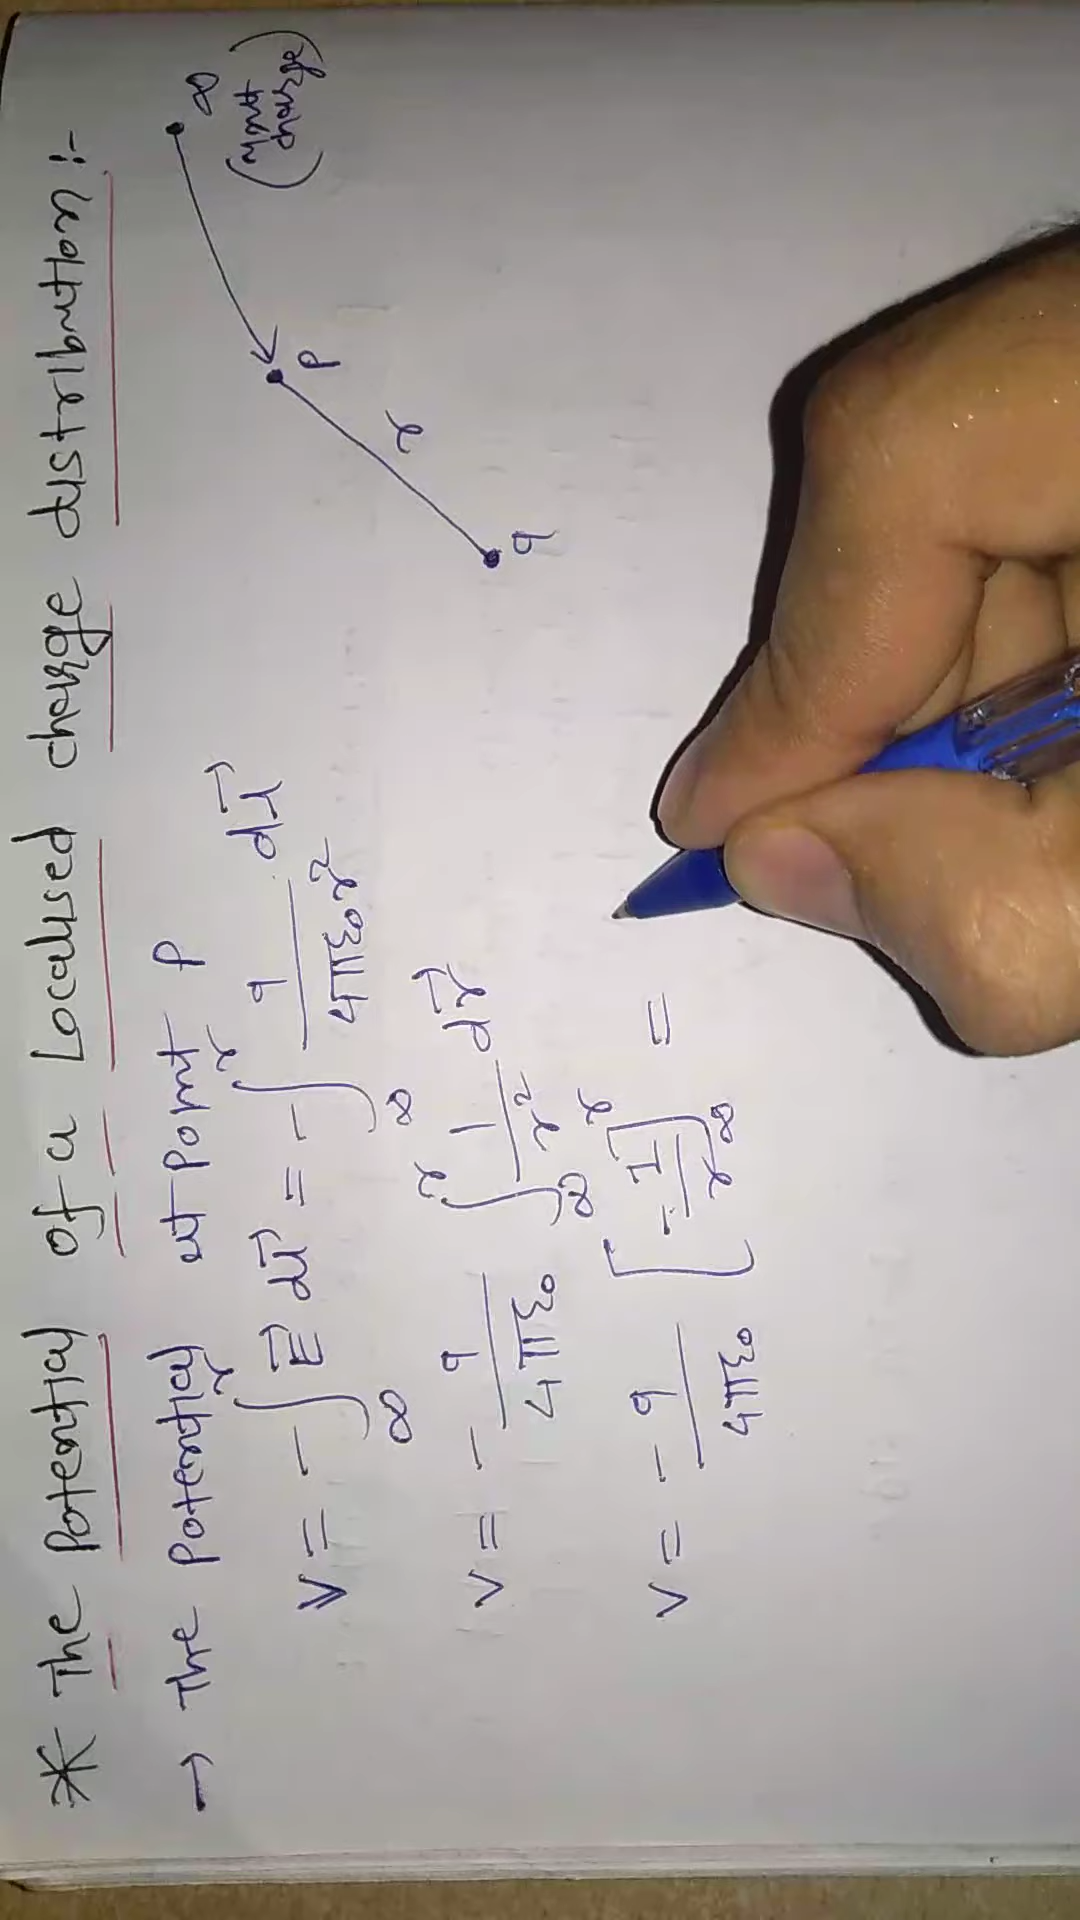 * The Potential of a Localised charge distribution :-
→ The Potential at Point P
V = - ∫_∞^r E⃗ dl⃗ = - ∫_∞^r q/4πε₀r² · dl⃗
V = - q/4πε₀ ∫_∞^r 1/r² dr⃗
V = - q/4πε₀ [-1/r]_∞^r =
∞
(unit charge)
P
r
q